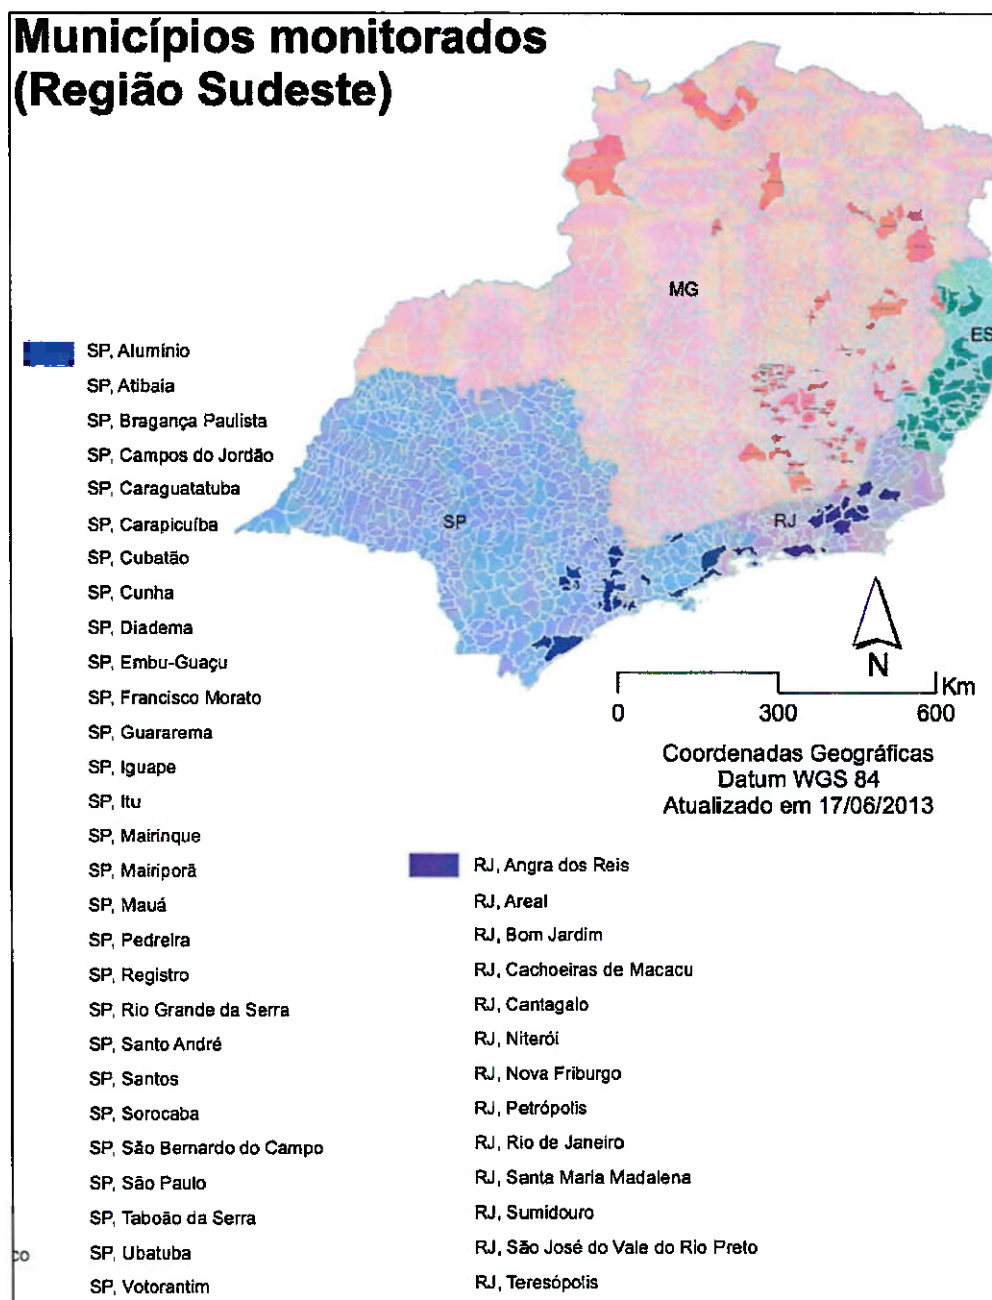 Municípios monitorados
(Região Sudeste)
MG
ES
SP
RJ
N
Km
0 300 600
Coordenadas Geográficas
Datum WGS 84
Atualizado em 17/06/2013
SP, Alumínio
SP, Atibaia
SP, Bragança Paulista
SP, Campos do Jordão
SP, Caraguatatuba
SP, Carapicuíba
SP, Cubatão
SP, Cunha
SP, Diadema
SP, Embu-Guaçu
SP, Francisco Morato
SP, Guararema
SP, Iguape
SP, Itu
SP, Mairinque
SP, Mairiporã
SP, Mauá
SP, Pedreira
SP, Registro
SP, Rio Grande da Serra
SP, Santo André
SP, Santos
SP, Sorocaba
SP, São Bernardo do Campo
SP, São Paulo
SP, Taboão da Serra
SP, Ubatuba
SP, Votorantim
RJ, Angra dos Reis
RJ, Areal
RJ, Bom Jardim
RJ, Cachoeiras de Macacu
RJ, Cantagalo
RJ, Niterói
RJ, Nova Friburgo
RJ, Petrópolis
RJ, Rio de Janeiro
RJ, Santa Maria Madalena
RJ, Sumidouro
RJ, São José do Vale do Rio Preto
RJ, Teresópolis